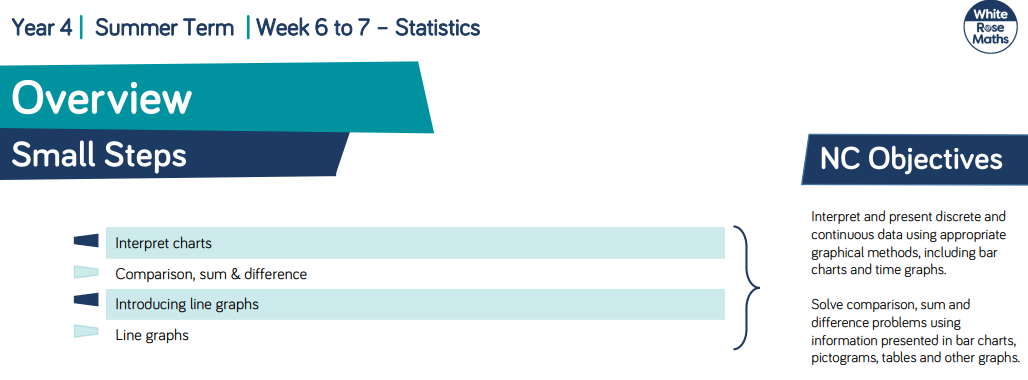 Year 4 | Summer Term | Week 6 to 7 – Statistics
White
Rose
Maths
Overview
Small Steps
NC Objectives
Interpret charts
Comparison, sum & difference
Introducing line graphs
Line graphs
Interpret and present discrete and
continuous data using appropriate
graphical methods, including bar
charts and time graphs.
Solve comparison, sum and
difference problems using
information presented in bar charts,
pictograms, tables and other graphs.